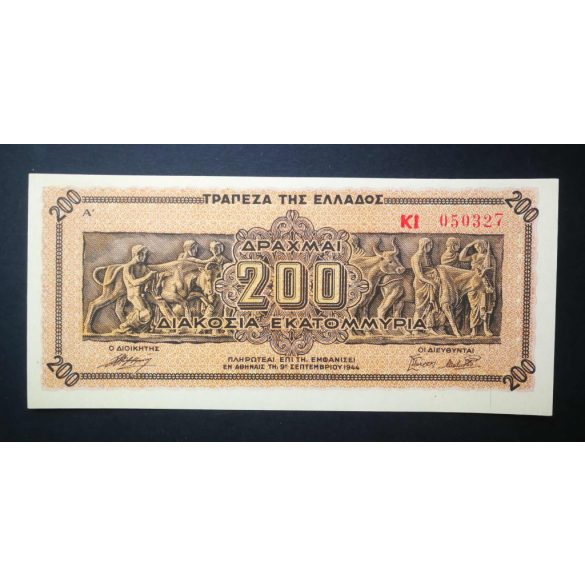 200 ΤΡΑΠΕΖΑ ΤΗΣ ΕΛΛΑΔΟΣ 200
Α' ΚΙ 050327
ΔΡΑΧΜΑΙ
200
ΔΙΑΚΟΣΙΑ ΕΚΑΤΟΜΜΥΡΙΑ
Ο ΔΙΟΙΚΗΤΗΣ ΟΙ ΔΙΕΥΘΥΝΤΑΙ
ΠΛΗΡΩΤΕΑΙ ΕΠΙ ΤΗ ΕΜΦΑΝΙΣΕΙ
ΕΝ ΑΘΗΝΑΙΣ ΤΗ 9ῃ ΣΕΠΤΕΜΒΡΙΟΥ 1944
200 200